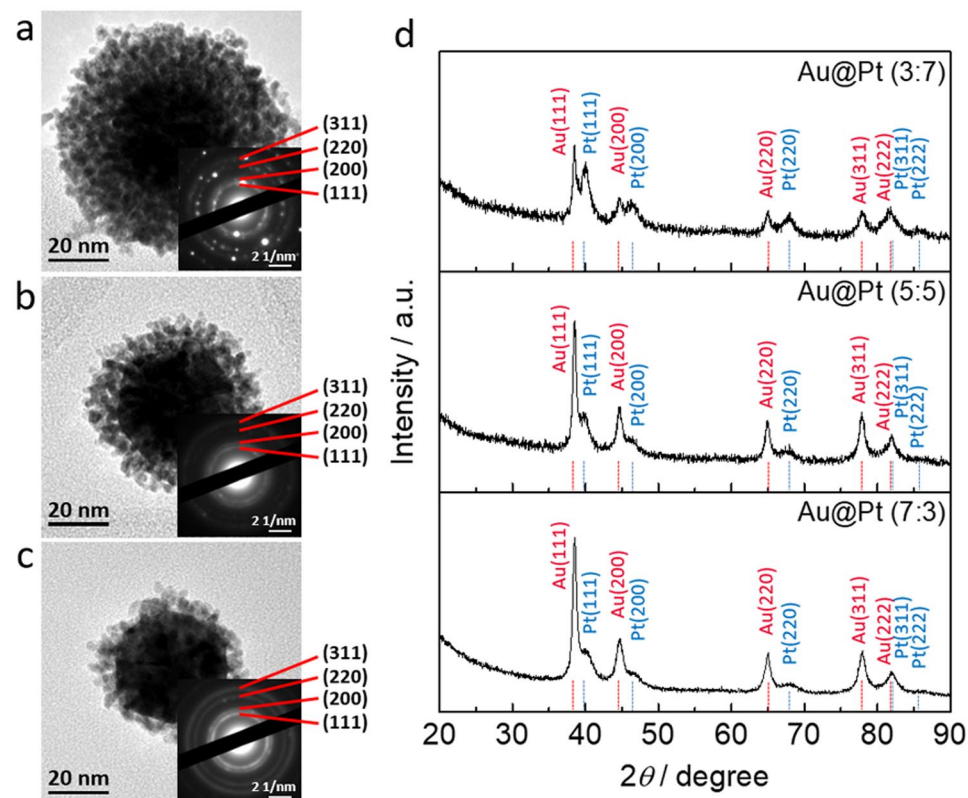 a
(311)
(220)
(200)
(111)
20 nm
2 1/nm
b
(311)
(220)
(200)
(111)
20 nm
2 1/nm
c
(311)
(220)
(200)
(111)
20 nm
2 1/nm
d
Au@Pt (3:7)
Au(111)
Pt(111)
Au(200)
Pt(200)
Au(220)
Pt(220)
Au(311)
Au(222)
Pt(311)
Pt(222)
Au@Pt (5:5)
Au(111)
Pt(111)
Au(200)
Pt(200)
Au(220)
Pt(220)
Au(311)
Au(222)
Pt(311)
Pt(222)
Au@Pt (7:3)
Au(111)
Pt(111)
Au(200)
Pt(200)
Au(220)
Pt(220)
Au(311)
Au(222)
Pt(311)
Pt(222)
Intensity / a.u.
20 30 40 50 60 70 80 90
2θ / degree